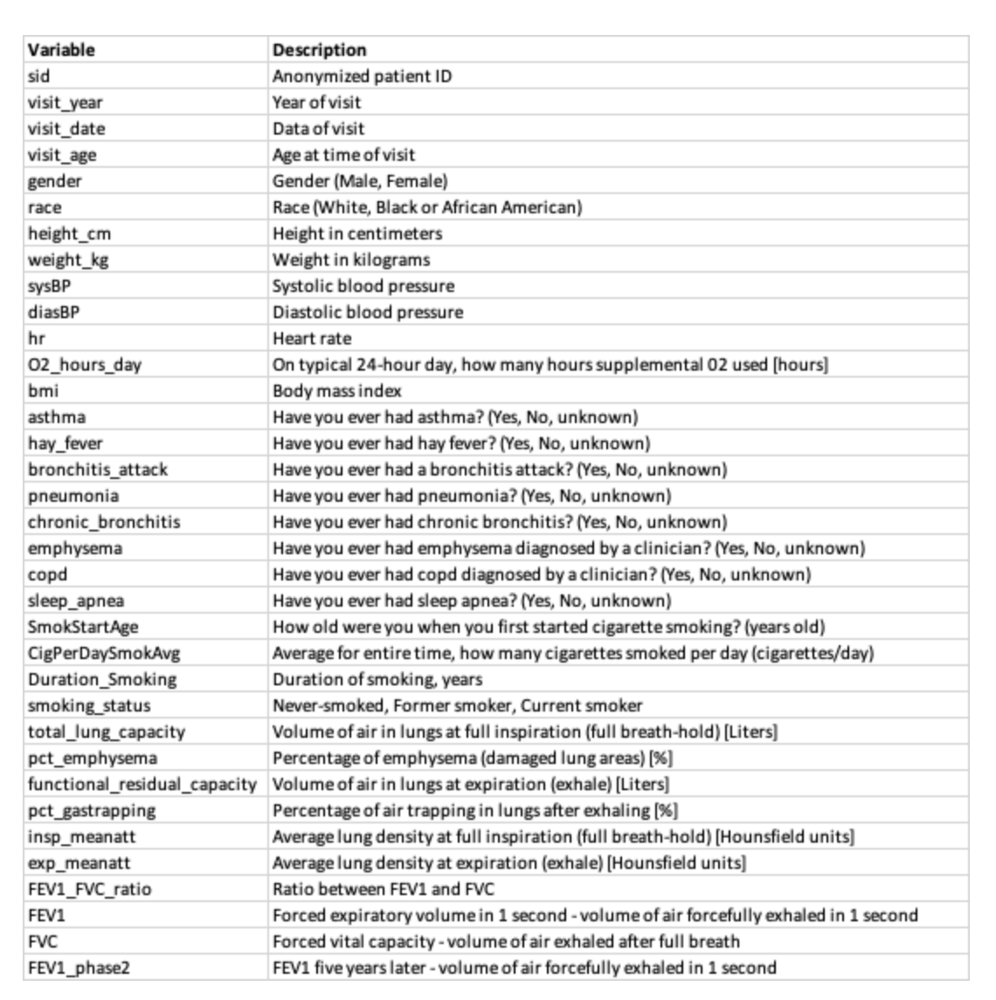 Variable Description
sid Anonymized patient ID
visit_year Year of visit
visit_date Data of visit
visit_age Age at time of visit
gender Gender (Male, Female)
race Race (White, Black or African American)
height_cm Height in centimeters
weight_kg Weight in kilograms
sysBP Systolic blood pressure
diasBP Diastolic blood pressure
hr Heart rate
O2_hours_day On typical 24-hour day, how many hours supplemental 02 used [hours]
bmi Body mass index
asthma Have you ever had asthma? (Yes, No, unknown)
hay_fever Have you ever had hay fever? (Yes, No, unknown)
bronchitis_attack Have you ever had a bronchitis attack? (Yes, No, unknown)
pneumonia Have you ever had pneumonia? (Yes, No, unknown)
chronic_bronchitis Have you ever had chronic bronchitis? (Yes, No, unknown)
emphysema Have you ever had emphysema diagnosed by a clinician? (Yes, No, unknown)
copd Have you ever had copd diagnosed by a clinician? (Yes, No, unknown)
sleep_apnea Have you ever had sleep apnea? (Yes, No, unknown)
SmokStartAge How old were you when you first started cigarette smoking? (years old)
CigPerDaySmokAvg Average for entire time, how many cigarettes smoked per day (cigarettes/day)
Duration_Smoking Duration of smoking, years
smoking_status Never-smoked, Former smoker, Current smoker
total_lung_capacity Volume of air in lungs at full inspiration (full breath-hold) [Liters]
pct_emphysema Percentage of emphysema (damaged lung areas) [%]
functional_residual_capacity Volume of air in lungs at expiration (exhale) [Liters]
pct_gastrapping Percentage of air trapping in lungs after exhaling [%]
insp_meanatt Average lung density at full inspiration (full breath-hold) [Hounsfield units]
exp_meanatt Average lung density at expiration (exhale) [Hounsfield units]
FEV1_FVC_ratio Ratio between FEV1 and FVC
FEV1 Forced expiratory volume in 1 second - volume of air forcefully exhaled in 1 second
FVC Forced vital capacity - volume of air exhaled after full breath
FEV1_phase2 FEV1 five years later - volume of air forcefully exhaled in 1 second